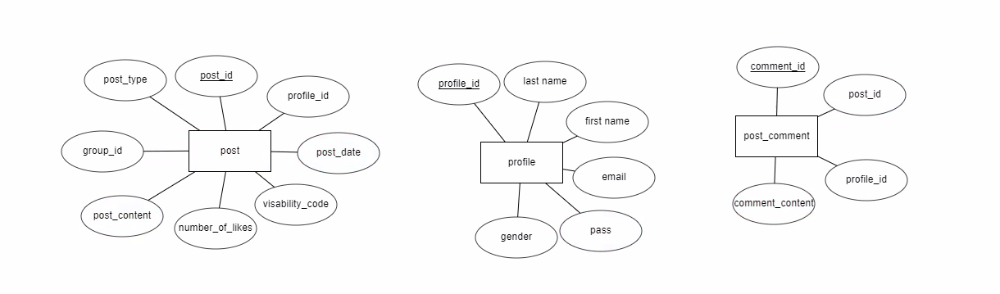 post_type
post_id
profile_id
group_id
post
post_date
post_content
number_of_likes
visability_code
profile_id
last name
first name
profile
email
gender
pass
comment_id
post_id
post_comment
profile_id
comment_content